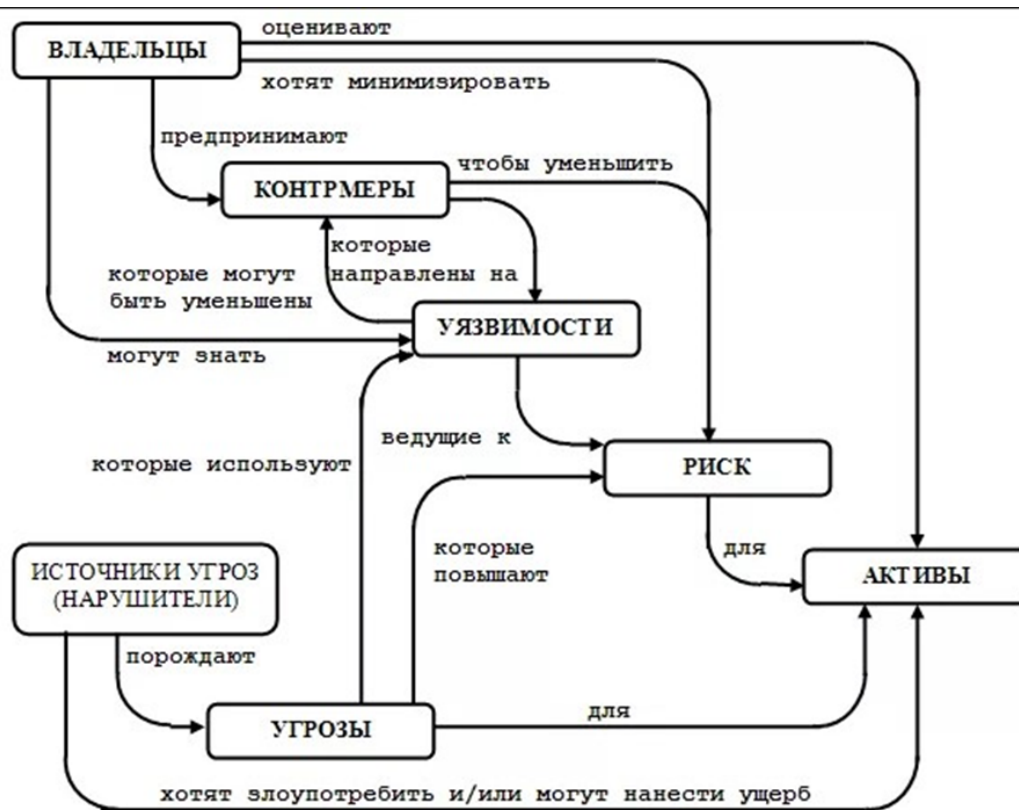 оценивают
ВЛАДЕЛЬЦЫ
хотят минимизировать
предпринимают
чтобы уменьшить
КОНТРМЕРЫ
которые
направлены на
которые могут
быть уменьшены
УЯЗВИМОСТИ
могут знать
ведущие к
которые используют
РИСК
которые
повышают
для
ИСТОЧНИКИ УГРОЗ
(НАРУШИТЕЛИ)
АКТИВЫ
порождают
для
УГРОЗЫ
хотят злоупотребить и/или могут нанести ущерб